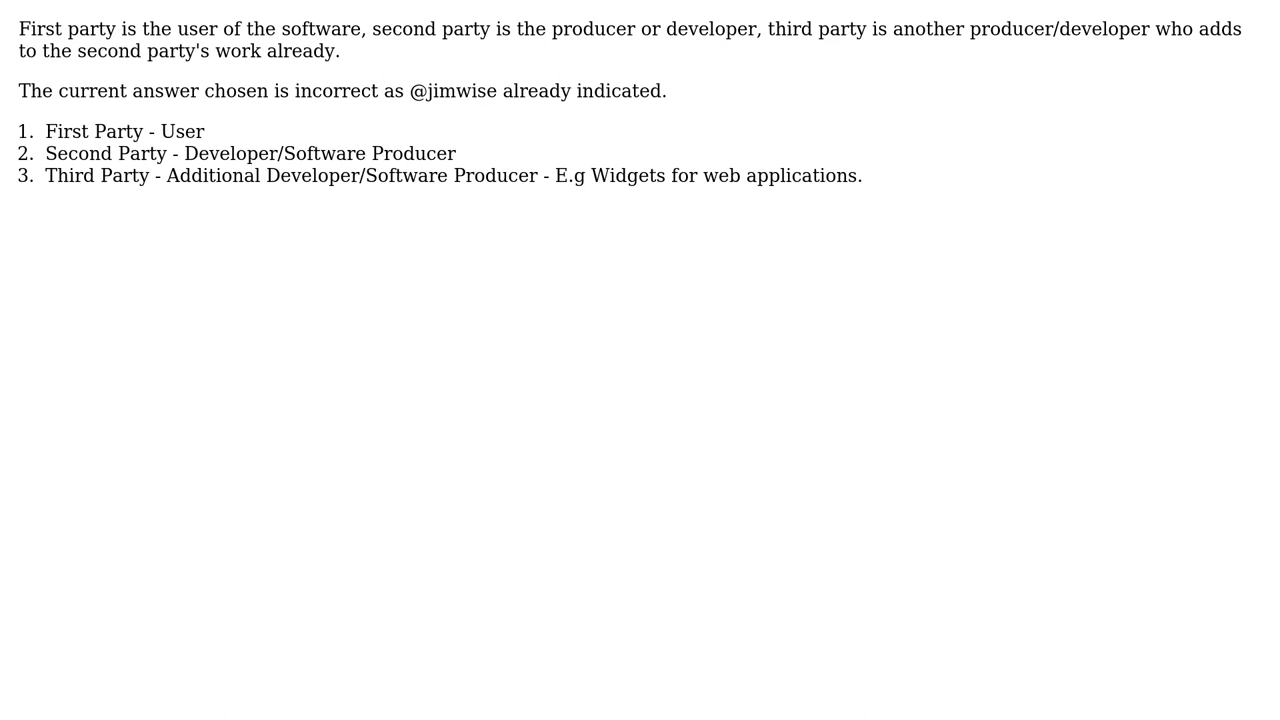 First party is the user of the software, second party is the producer or developer, third party is another producer/developer who adds
to the second party's work already.
The current answer chosen is incorrect as @jimwise already indicated.
1. First Party - User
2. Second Party - Developer/Software Producer
3. Third Party - Additional Developer/Software Producer - E.g Widgets for web applications.